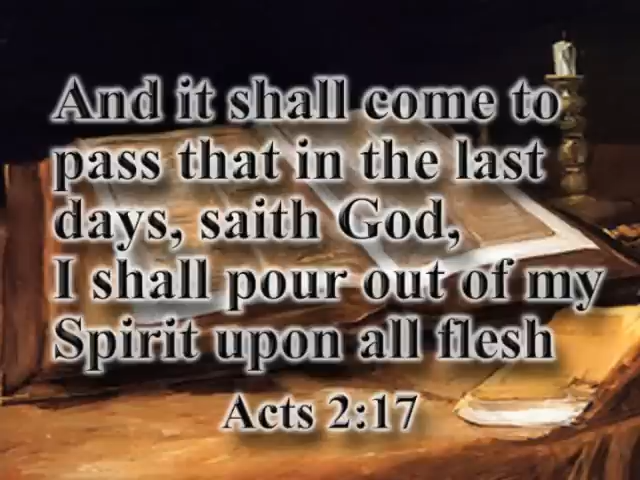 And it shall come to
pass that in the last
days, saith God,
I shall pour out of my
Spirit upon all flesh
Acts 2:17